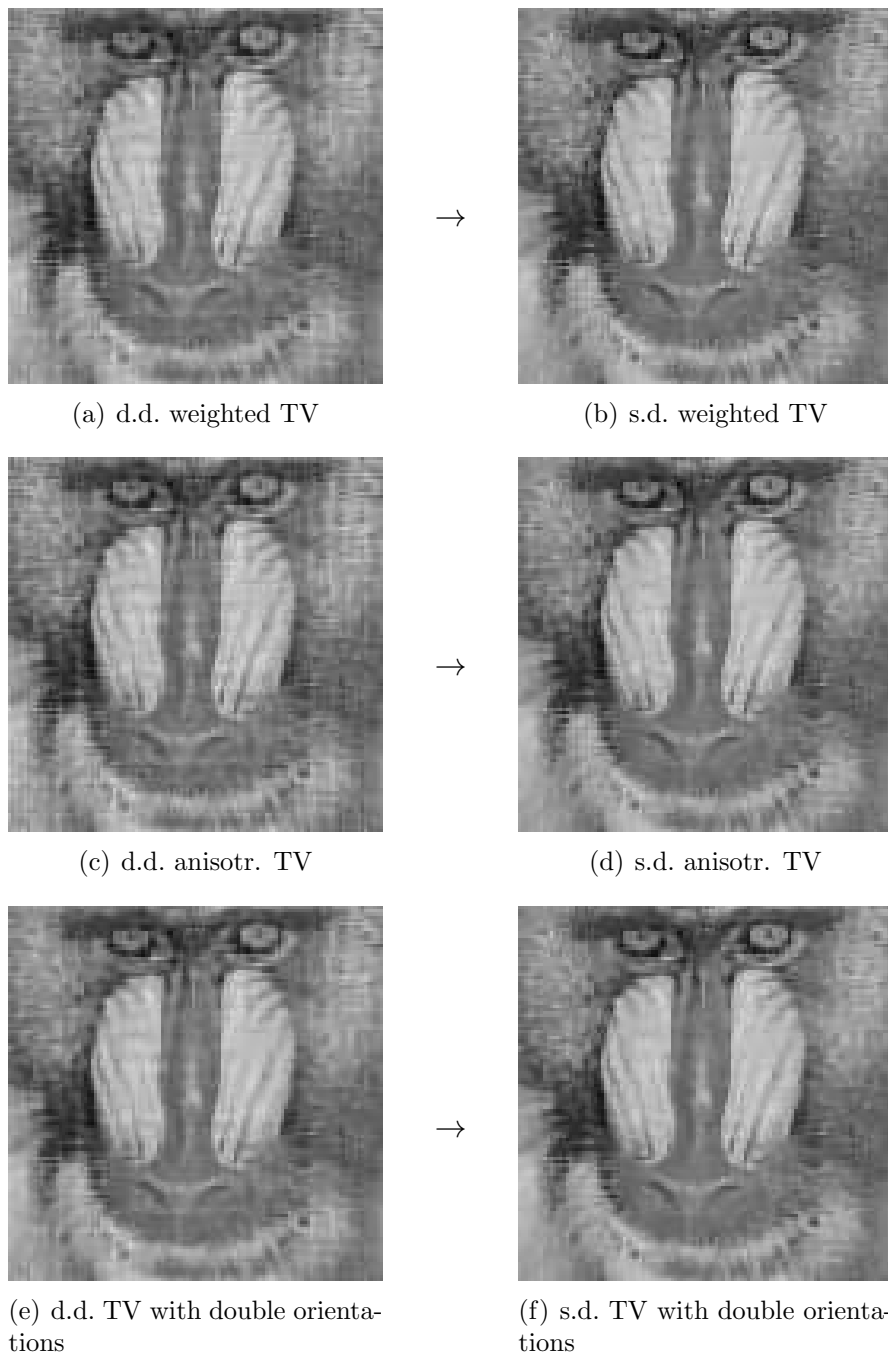 →
(a) d.d. weighted TV
(b) s.d. weighted TV
→
(c) d.d. anisotr. TV
(d) s.d. anisotr. TV
→
(e) d.d. TV with double orienta-
tions
(f) s.d. TV with double orienta-
tions